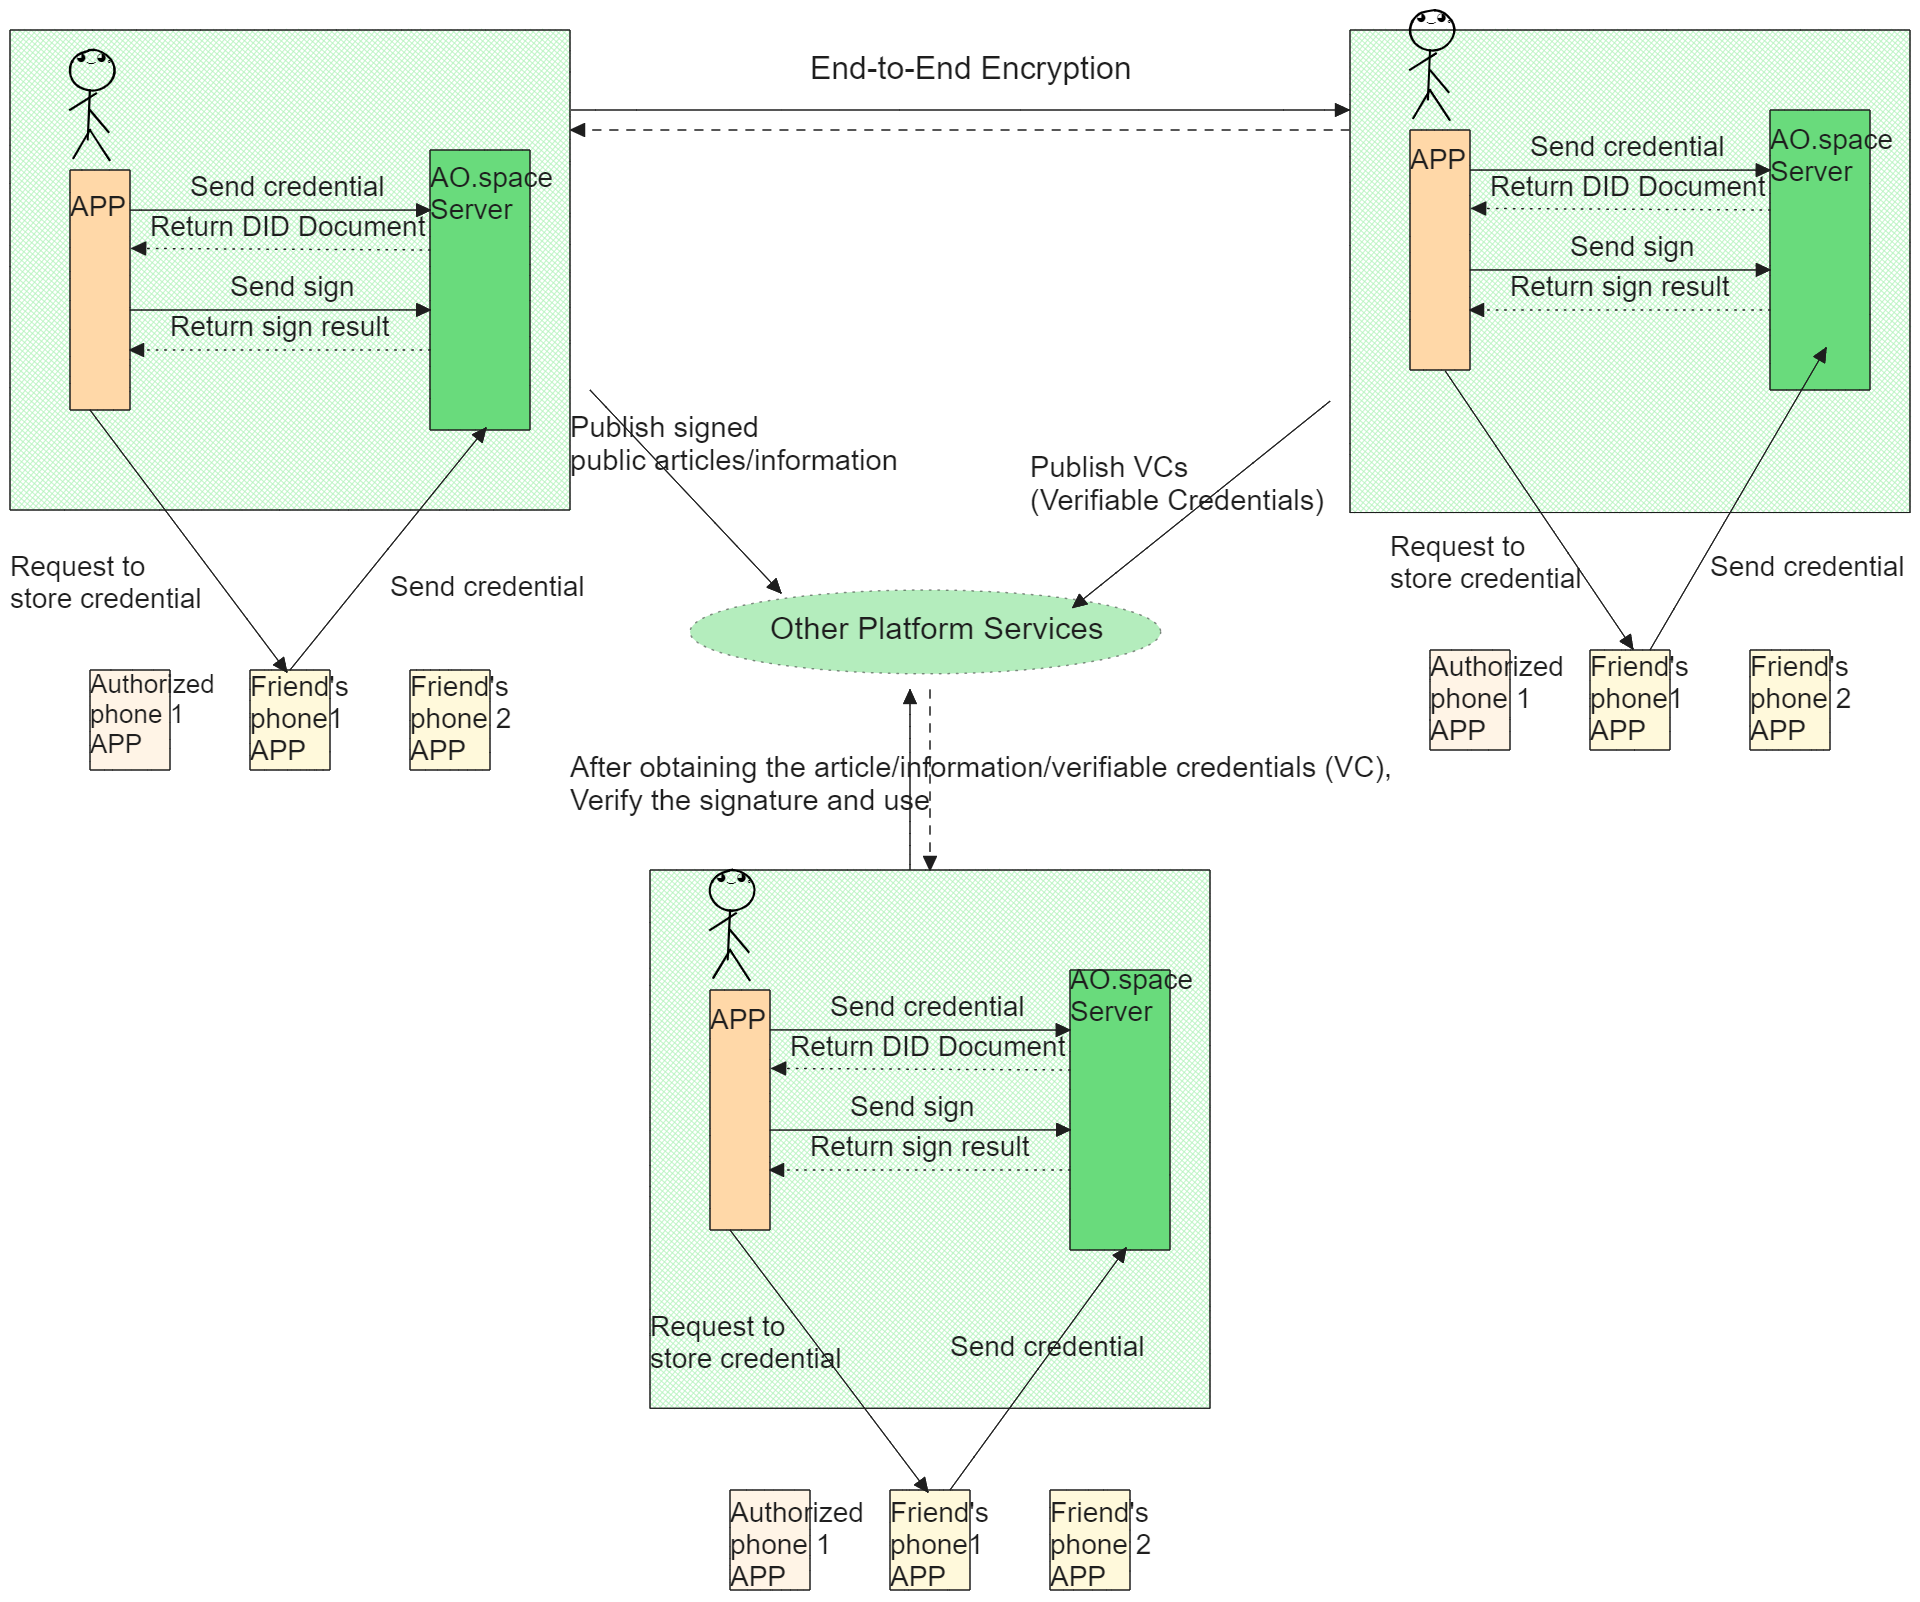 End-to-End Encryption
APP
Send credential
Return DID Document
Send sign
Return sign result
AO.space
Server
APP
Send credential
Return DID Document
Send sign
Return sign result
AO.space
Server
Publish signed
public articles/information
Publish VCs
(Verifiable Credentials)
Request to
store credential
Send credential
Request to
store credential
Send credential
Other Platform Services
Authorized
phone 1
APP
Friend's
phone1
APP
Friend's
phone 2
APP
Authorized
phone 1
APP
Friend's
phone1
APP
Friend's
phone 2
APP
After obtaining the article/information/verifiable credentials (VC),
Verify the signature and use
APP
Send credential
Return DID Document
Send sign
Return sign result
AO.space
Server
Request to
store credential
Send credential
Authorized
phone 1
APP
Friend's
phone1
APP
Friend's
phone 2
APP